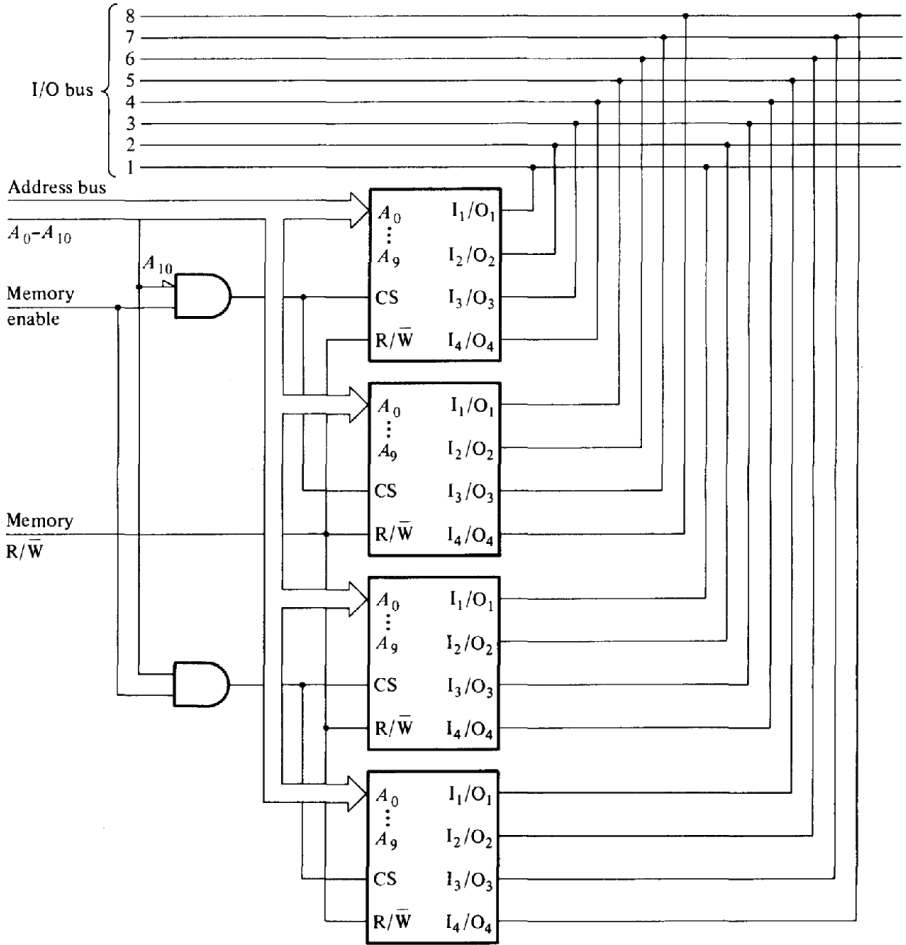 8
7
6
I/O bus
5
4
3
2
1
Address bus
A₀–A₁₀
A₁₀
Memory
enable
Memory
R/W̅
A₀
⋮
A₉
CS
R/W̅
I₁/O₁
I₂/O₂
I₃/O₃
I₄/O₄
A₀
⋮
A₉
CS
R/W̅
I₁/O₁
I₂/O₂
I₃/O₃
I₄/O₄
A₀
⋮
A₉
CS
R/W̅
I₁/O₁
I₂/O₂
I₃/O₃
I₄/O₄
A₀
⋮
A₉
CS
R/W̅
I₁/O₁
I₂/O₂
I₃/O₃
I₄/O₄